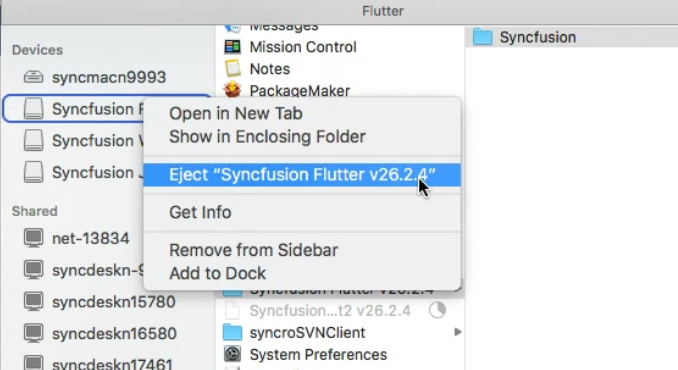 Flutter
Devices
syncmacn9993
Syncfusion
Syncfusion
Syncfusion
Shared
net-13834
syncdeskn-9
syncdeskn15780
syncdeskn16580
syncdeskn17461
Messages
Mission Control
Notes
PackageMaker
Open in New Tab
Show in Enclosing Folder
Eject “Syncfusion Flutter v26.2.4”
Get Info
Remove from Sidebar
Add to Dock
Syncfusion Flutter v26.2.4
Syncfusion...t2 v26.2.4
syncroSVNClient
System Preferences
Syncfusion